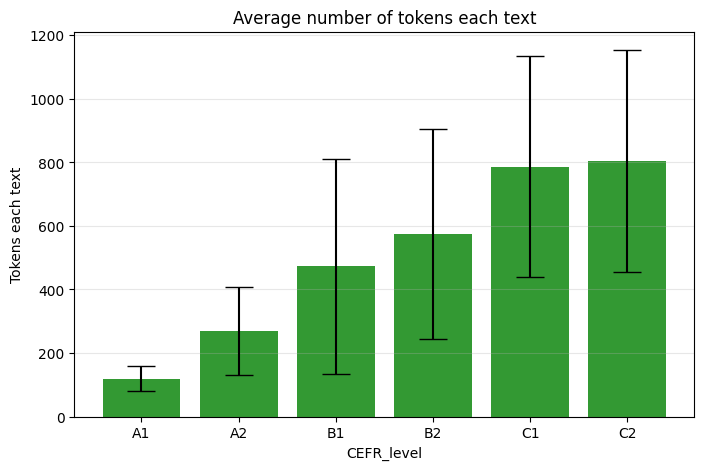 Average number of tokens each text
Tokens each text
1200
1000
800
600
400
200
0
A1 A2 B1 B2 C1 C2
CEFR_level